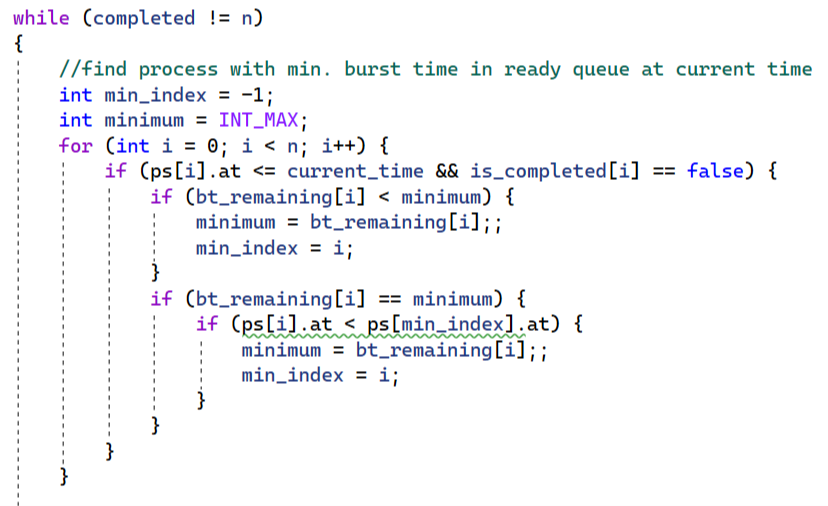 while (completed != n)
{
    //find process with min. burst time in ready queue at current time
    int min_index = -1;
    int minimum = INT_MAX;
    for (int i = 0; i < n; i++) {
        if (ps[i].at <= current_time && is_completed[i] == false) {
            if (bt_remaining[i] < minimum) {
                minimum = bt_remaining[i];;
                min_index = i;
            }
            if (bt_remaining[i] == minimum) {
                if (ps[i].at < ps[min_index].at) {
                    minimum = bt_remaining[i];;
                    min_index = i;
                }
            }
        }
    }